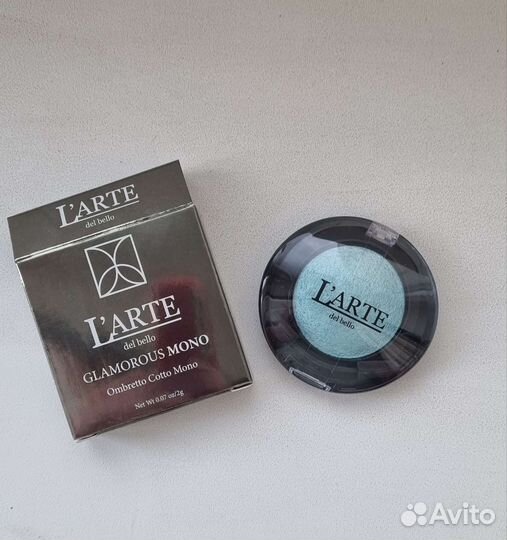 L'ARTE
del bello
L'ARTE
del bello
GLAMOROUS MONO
Ombretto Cotto Mono
Net Wt 0.07 oz/2g
L'ARTE
del bello
Avito